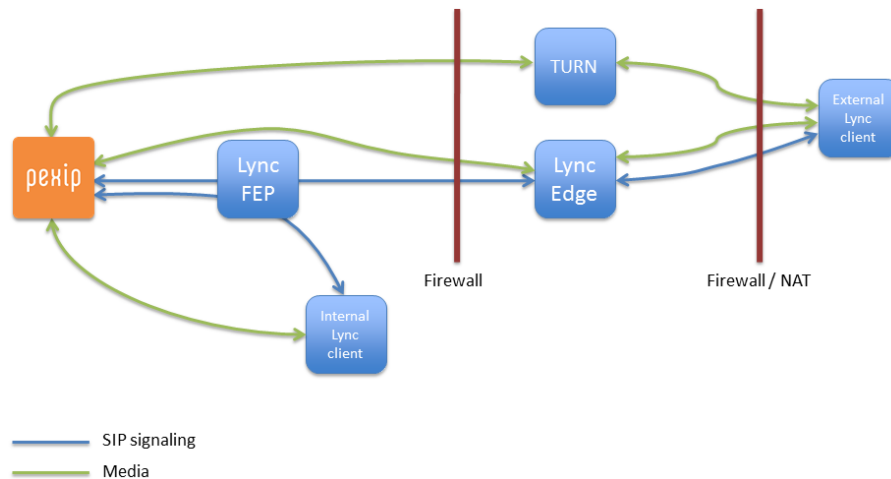 TURN
External
Lync
client
pexip
Lync
FEP
Lync
Edge
Firewall
Firewall / NAT
Internal
Lync
client
SIP signaling
Media